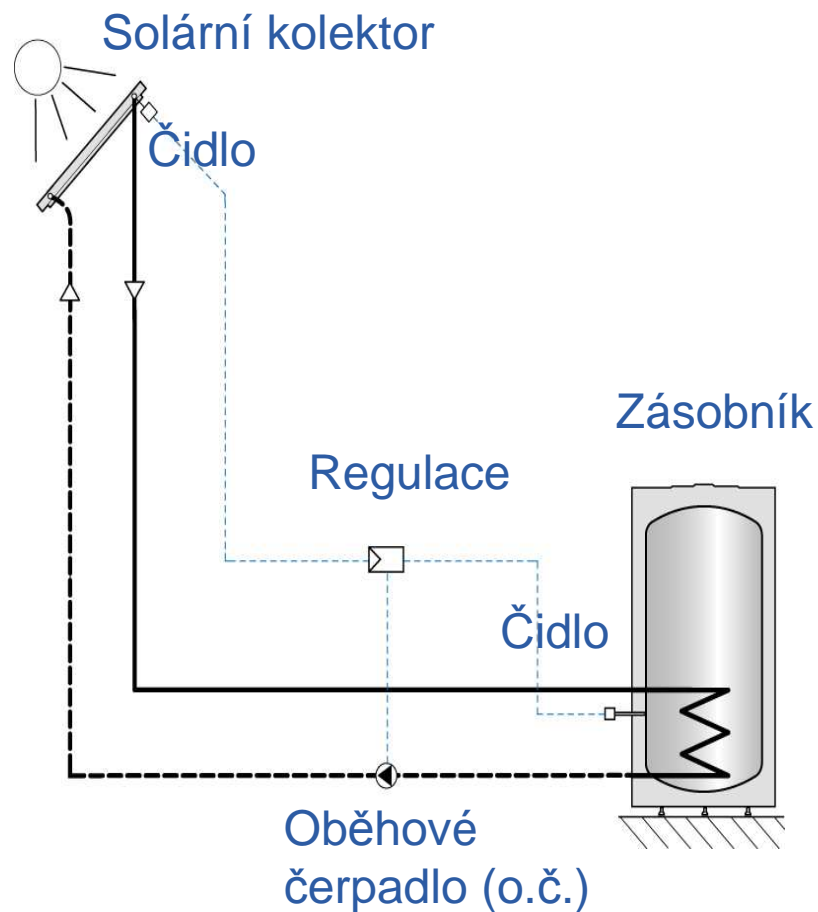 Solární kolektor
Čidlo
Zásobník
Regulace
Čidlo
Oběhové
čerpadlo (o.č.)